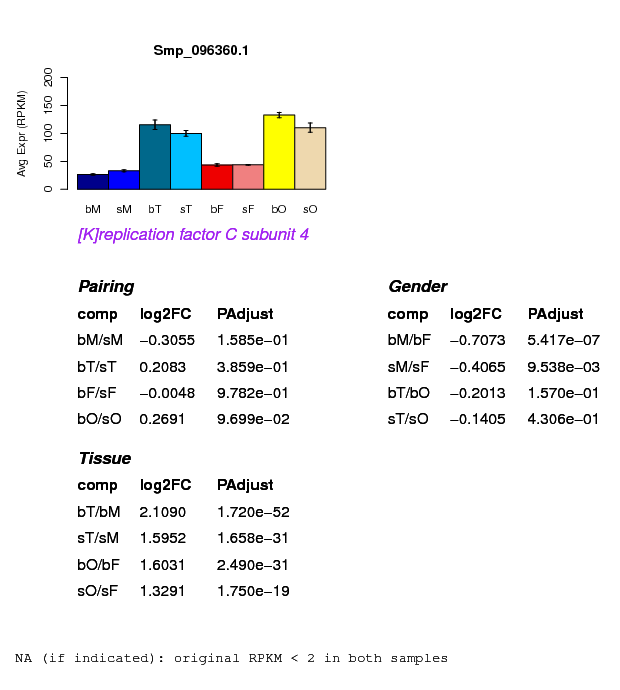 Smp_096360.1
Avg Expr (RPKM)
0 50 100 150 200
bM sM bT sT bF sF bO sO
[K]replication factor C subunit 4
Pairing
comp log2FC PAdjust
bM/sM −0.3055 1.585e−01
bT/sT 0.2083 3.859e−01
bF/sF −0.0048 9.782e−01
bO/sO 0.2691 9.699e−02
Gender
comp log2FC PAdjust
bM/bF −0.7073 5.417e−07
sM/sF −0.4065 9.538e−03
bT/bO −0.2013 1.570e−01
sT/sO −0.1405 4.306e−01
Tissue
comp log2FC PAdjust
bT/bM 2.1090 1.720e−52
sT/sM 1.5952 1.658e−31
bO/bF 1.6031 2.490e−31
sO/sF 1.3291 1.750e−19
NA (if indicated): original RPKM < 2 in both samples